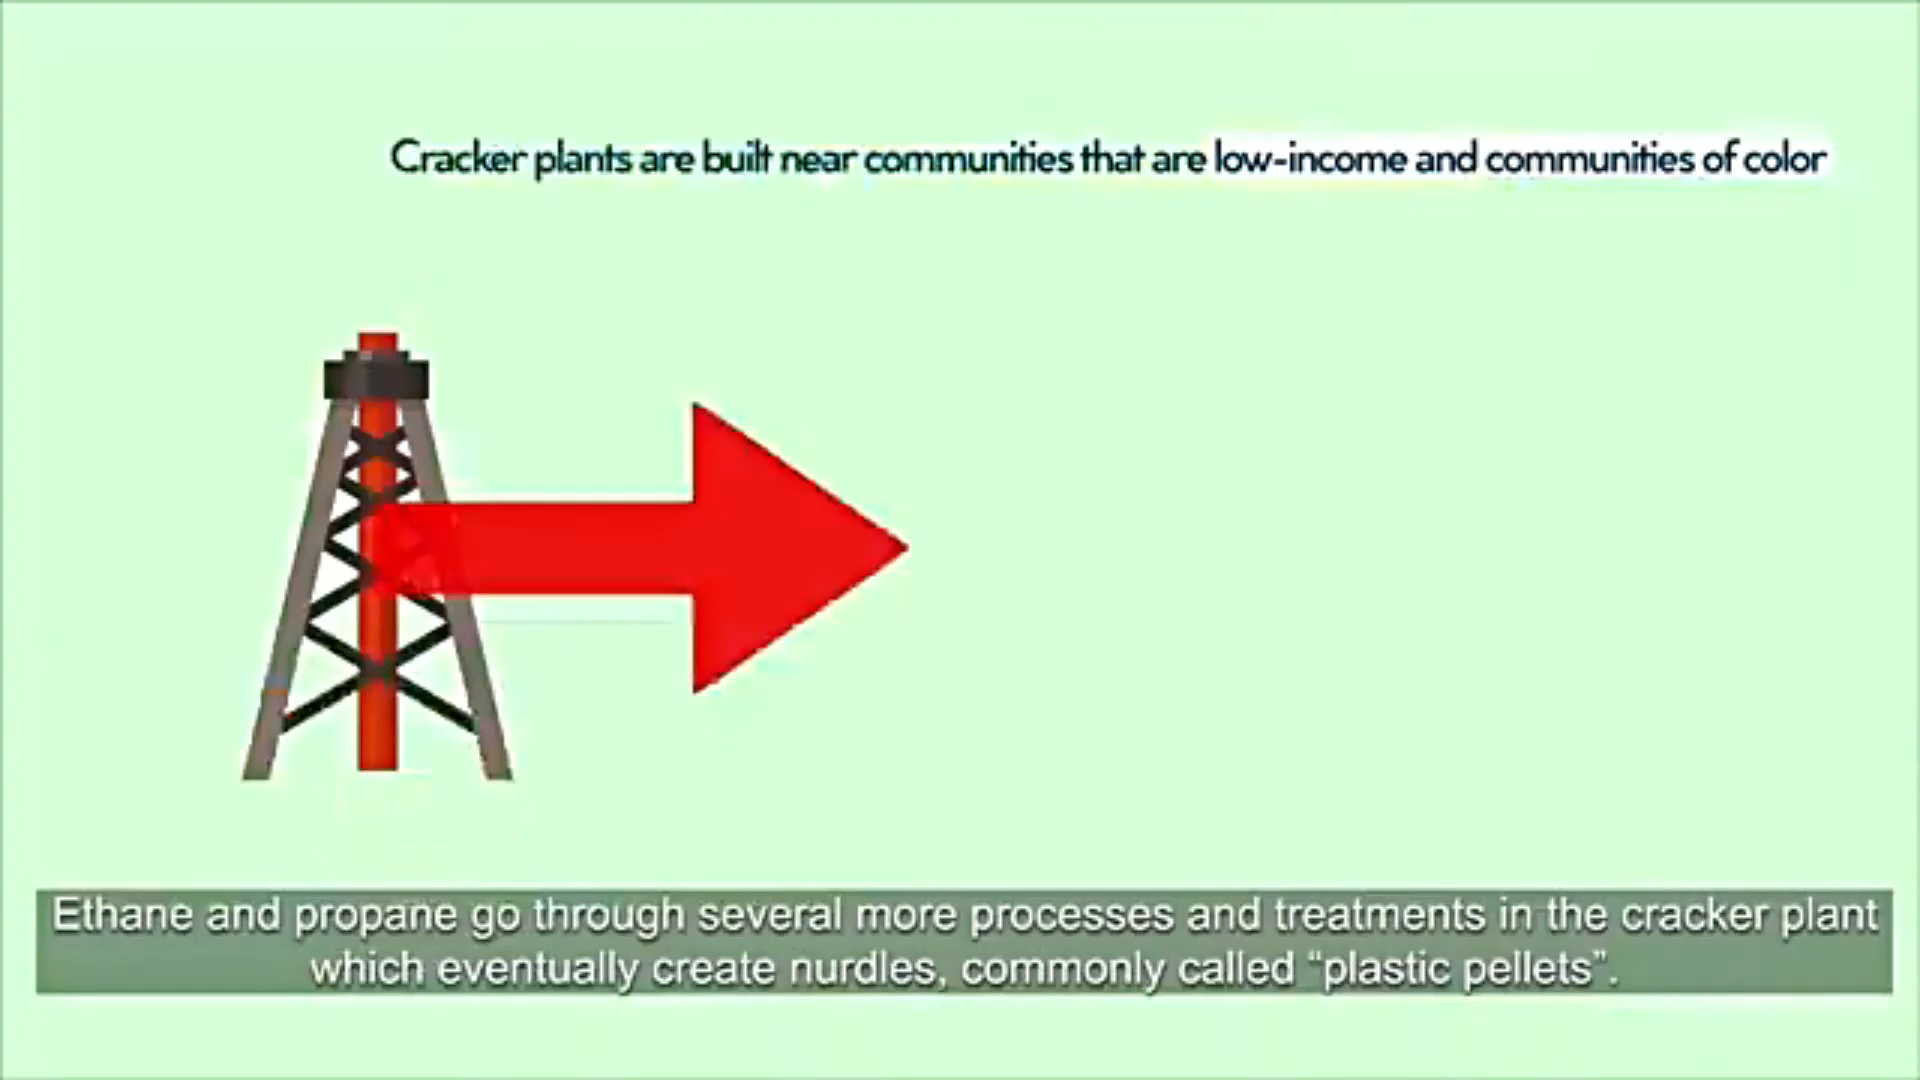 Cracker plants are built near communities that are low-income and communities of color
Ethane and propane go through several more processes and treatments in the cracker plant
which eventually create nurdles, commonly called “plastic pellets”.